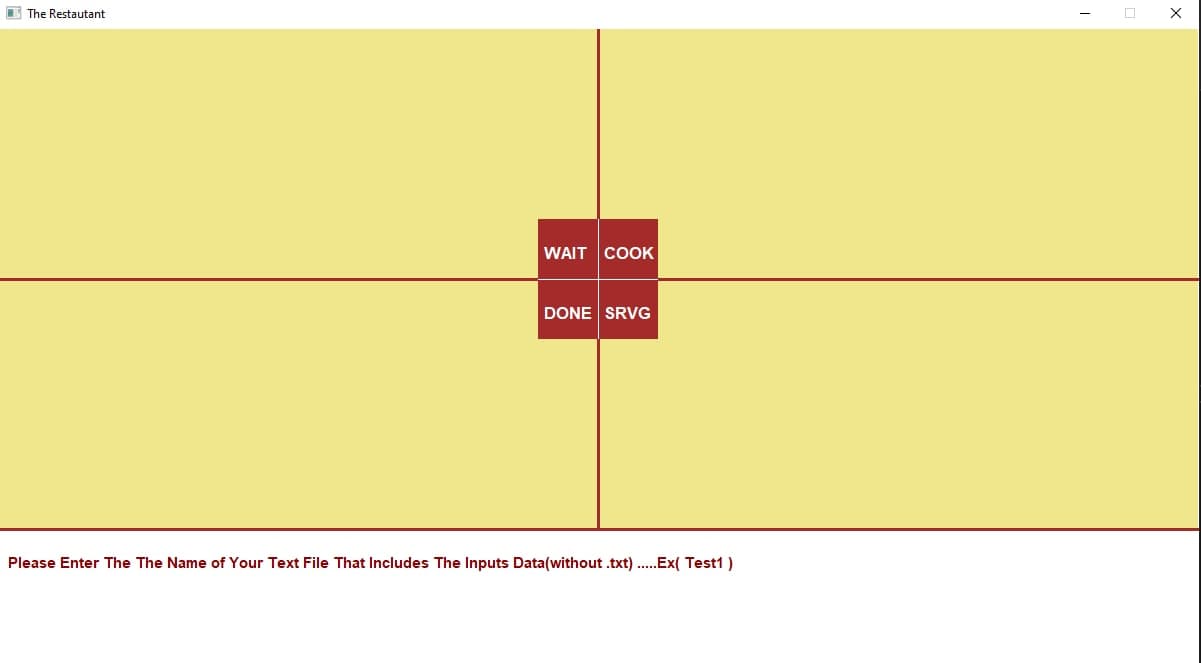 The Restautant
WAIT COOK
DONE SRVG
Please Enter The The Name of Your Text File That Includes The Inputs Data(without .txt) .....Ex( Test1 )